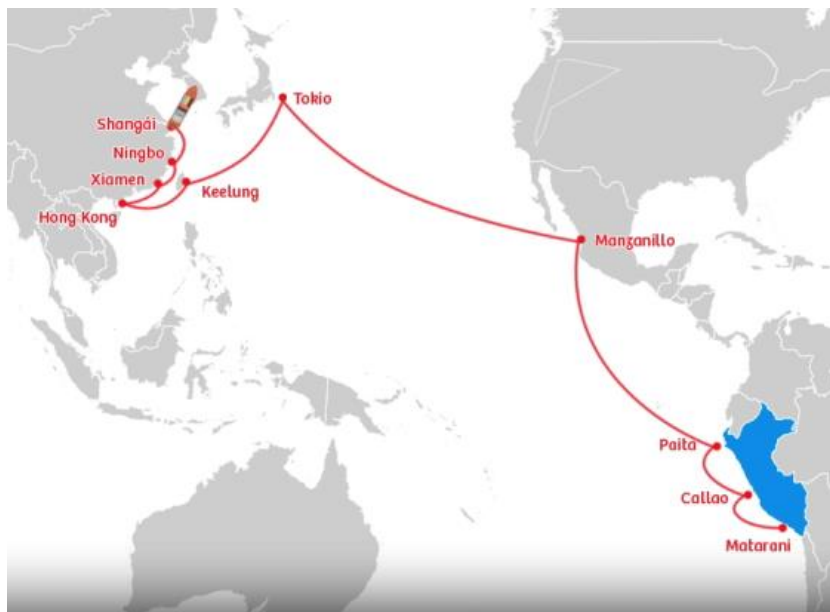 Tokio
Shangái
Ningbo
Xiamen
Keelung
Hong Kong
Manzanillo
Paita
Callao
Matarani